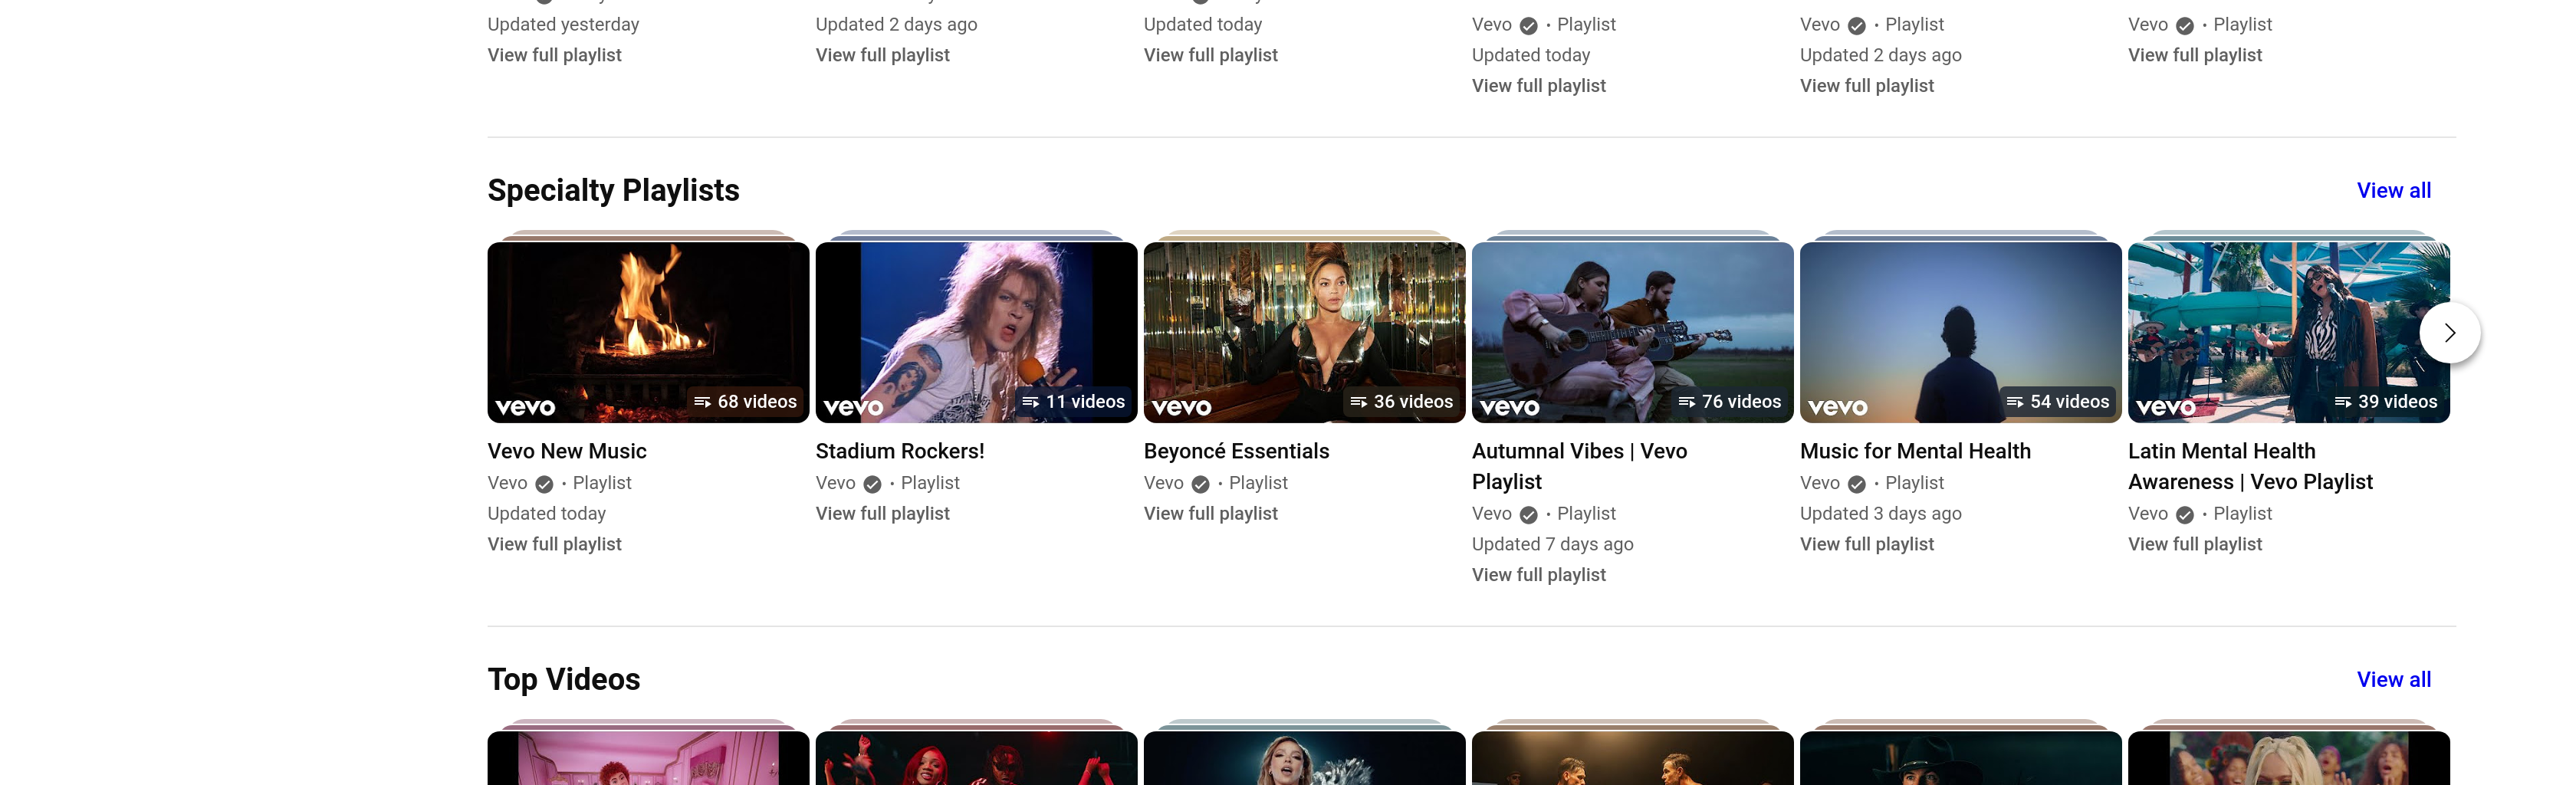 Updated yesterday
View full playlist
Updated 2 days ago
View full playlist
Updated today
View full playlist
Vevo • Playlist
Updated today
View full playlist
Vevo • Playlist
Updated 2 days ago
View full playlist
Vevo • Playlist
View full playlist
Specialty Playlists
View all
vevo
68 videos
Vevo New Music
Vevo • Playlist
Updated today
View full playlist
vevo
11 videos
Stadium Rockers!
Vevo • Playlist
View full playlist
vevo
36 videos
Beyoncé Essentials
Vevo • Playlist
View full playlist
vevo
76 videos
Autumnal Vibes | Vevo
Playlist
Vevo • Playlist
Updated 7 days ago
View full playlist
vevo
54 videos
Music for Mental Health
Vevo • Playlist
Updated 3 days ago
View full playlist
vevo
39 videos
Latin Mental Health
Awareness | Vevo Playlist
Vevo • Playlist
View full playlist
Top Videos
View all